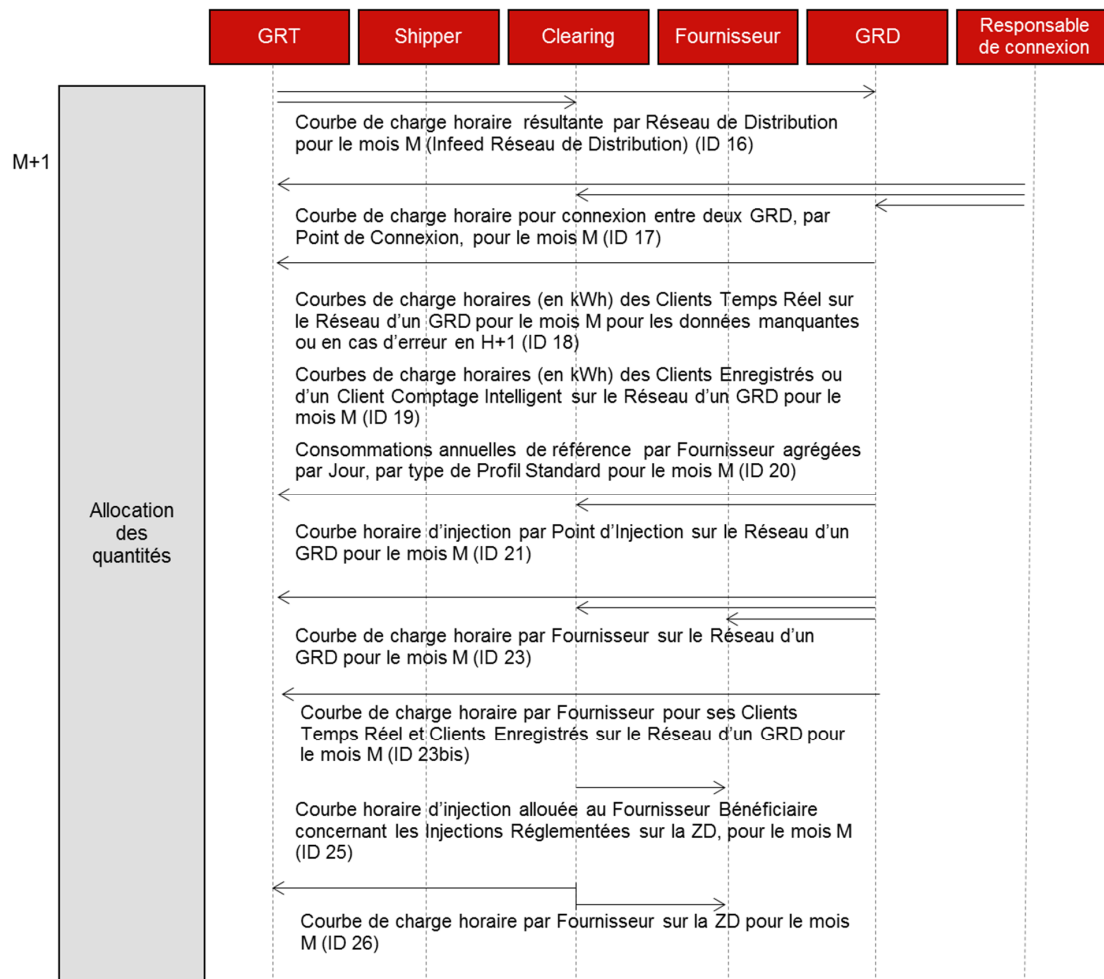 GRT
Shipper
Clearing
Fournisseur
GRD
Responsable
de connexion
M+1
Allocation
des
quantités
Courbe de charge horaire résultante par Réseau de Distribution
pour le mois M (Infeed Réseau de Distribution) (ID 16)
Courbe de charge horaire pour connexion entre deux GRD, par
Point de Connexion, pour le mois M (ID 17)
Courbes de charge horaires (en kWh) des Clients Temps Réel sur
le Réseau d'un GRD pour le mois M pour les données manquantes
ou en cas d'erreur en H+1 (ID 18)
Courbes de charge horaires (en kWh) des Clients Enregistrés ou
d'un Client Comptage Intelligent sur le Réseau d'un GRD pour le
mois M (ID 19)
Consommations annuelles de référence par Fournisseur agrégées
par Jour, par type de Profil Standard pour le mois M (ID 20)
Courbe horaire d'injection par Point d'Injection sur le Réseau d'un
GRD pour le mois M (ID 21)
Courbe de charge horaire par Fournisseur sur le Réseau d'un
GRD pour le mois M (ID 23)
Courbe de charge horaire par Fournisseur pour ses Clients
Temps Réel et Clients Enregistrés sur le Réseau d'un GRD pour
le mois M (ID 23bis)
Courbe horaire d'injection allouée au Fournisseur Bénéficiaire
concernant les Injections Réglementées sur la ZD, pour le mois M
(ID 25)
Courbe de charge horaire par Fournisseur sur la ZD pour le mois
M (ID 26)